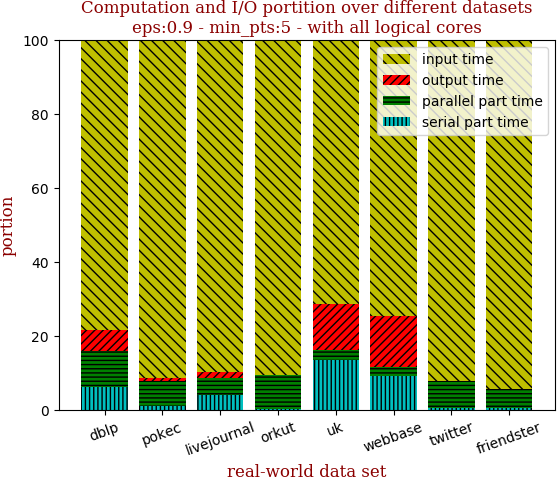 Computation and I/O portition over different datasets
eps:0.9 - min_pts:5 - with all logical cores
100
80
60
40
20
0
portion
input time
output time
parallel part time
serial part time
dblp
pokec
livejournal
orkut
uk
webbase
twitter
friendster
real-world data set